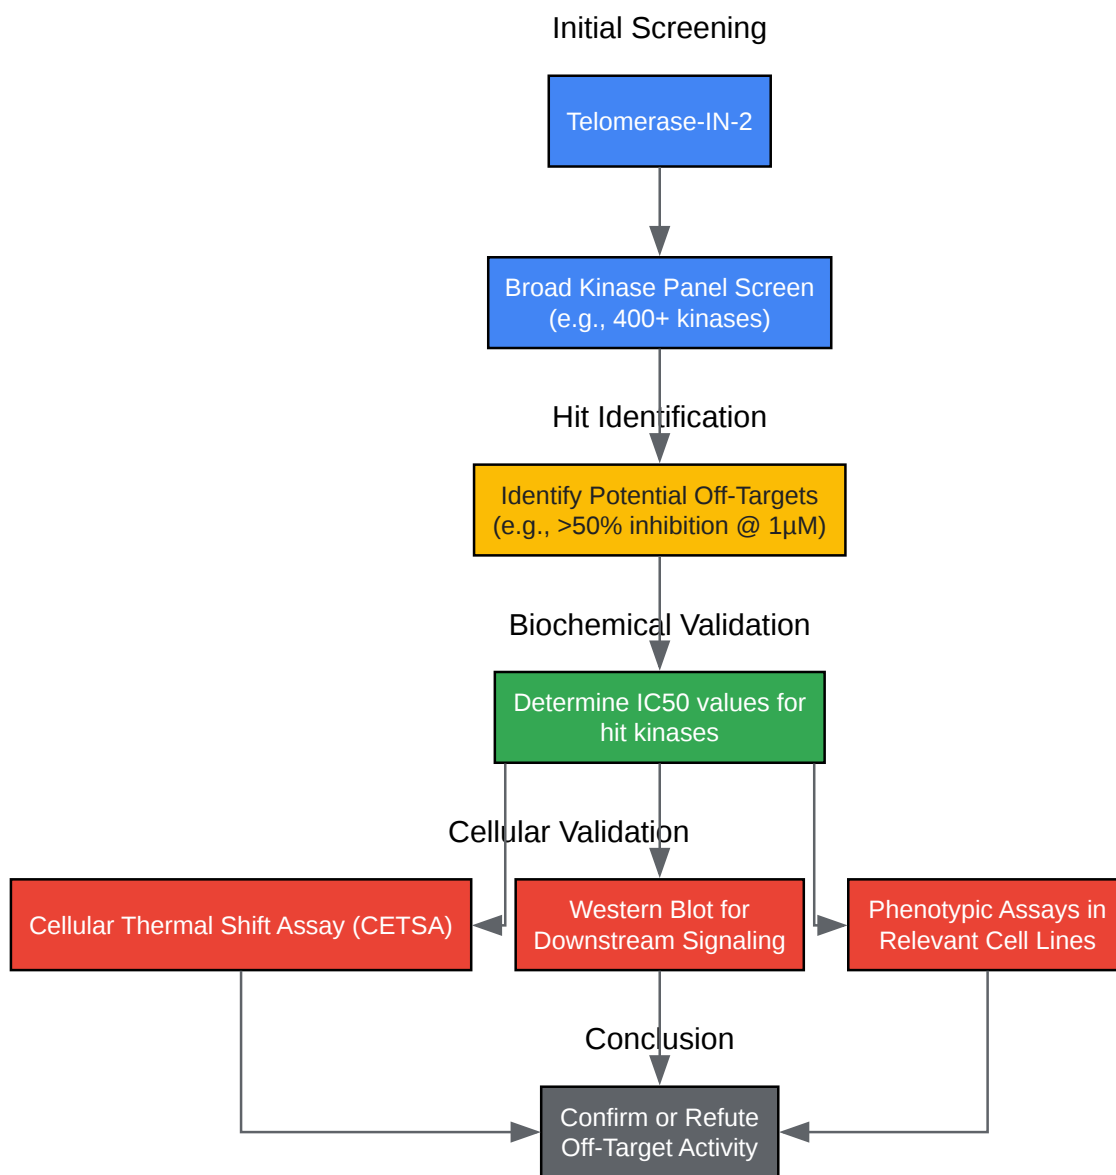 Initial Screening
Telomerase-IN-2
Broad Kinase Panel Screen
(e.g., 400+ kinases)
Hit Identification
Identify Potential Off-Targets
(e.g., >50% inhibition @ 1µM)
Biochemical Validation
Determine IC50 values for
hit kinases
Cellular Validation
Cellular Thermal Shift Assay (CETSA)
Western Blot for
Downstream Signaling
Phenotypic Assays in
Relevant Cell Lines
Conclusion
Confirm or Refute
Off-Target Activity